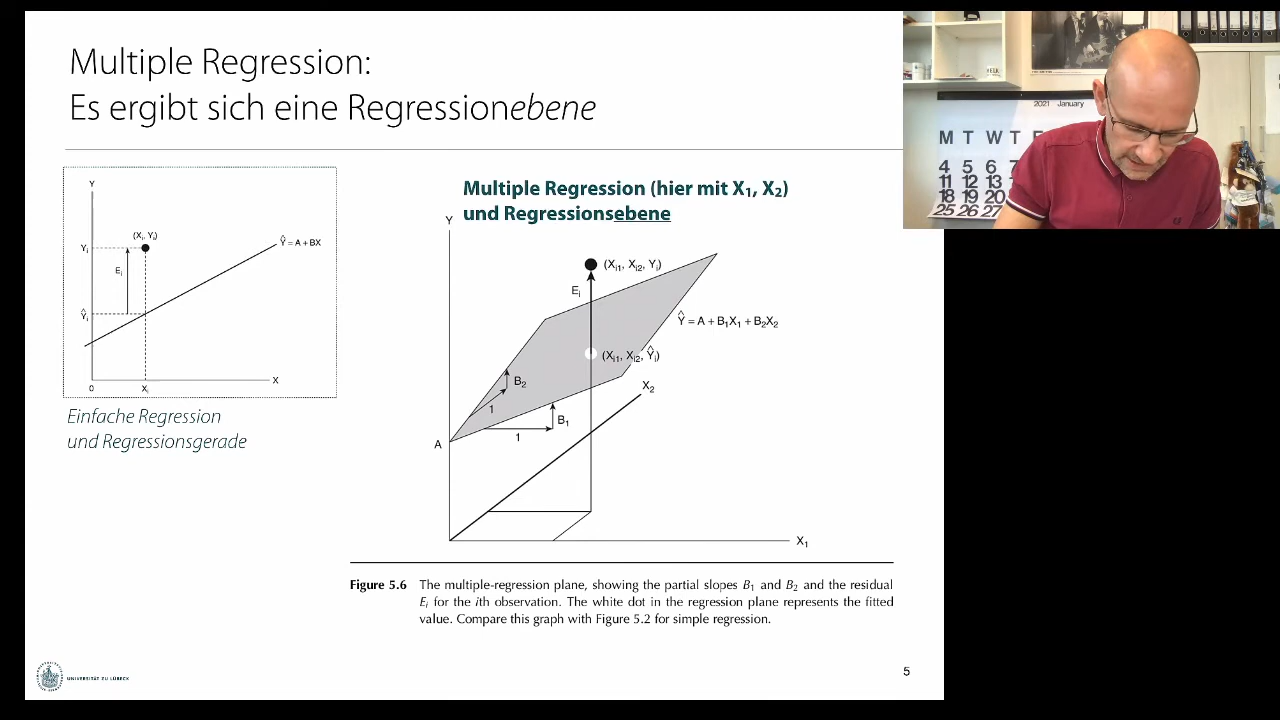 Multiple Regression:
Es ergibt sich eine Regressionebene
Y
(Xi, Yi)
Yi
Ŷ = A + BX
Ei
Ŷi
0
Xi
X
Einfache Regression
und Regressionsgerade
Multiple Regression (hier mit X1, X2)
und Regressionsebene
Y
(Xi1, Xi2, Yi)
Ei
Ŷ = A + B1X1 + B2X2
(Xi1, Xi2, Ŷi)
B2
1
X2
B1
1
A
X1
Figure 5.6 The multiple-regression plane, showing the partial slopes B1 and B2 and the residual
Ei for the ith observation. The white dot in the regression plane represents the fitted
value. Compare this graph with Figure 5.2 for simple regression.
UNIVERSITÄT ZU LÜBECK
5
2021 January
M T W T F
4 5 6 7
11 12 13
18 19 20
25 26 27